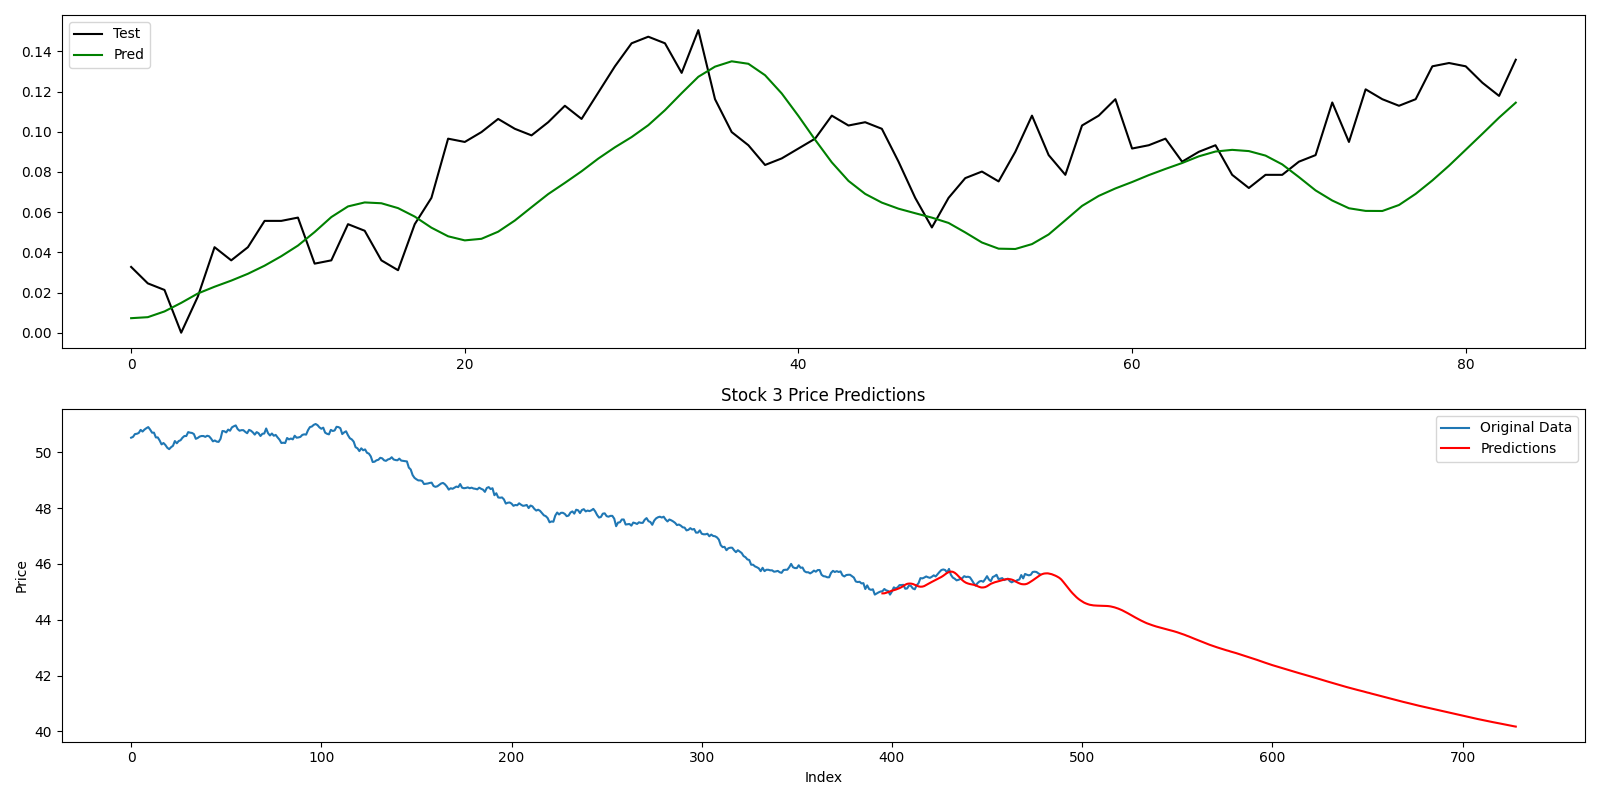 Test
Pred
0.14
0.12
0.10
0.08
0.06
0.04
0.02
0.00
0 20 40 60 80
Stock 3 Price Predictions
Original Data
Predictions
Price
50
48
46
44
42
40
0 100 200 300 400 500 600 700
Index